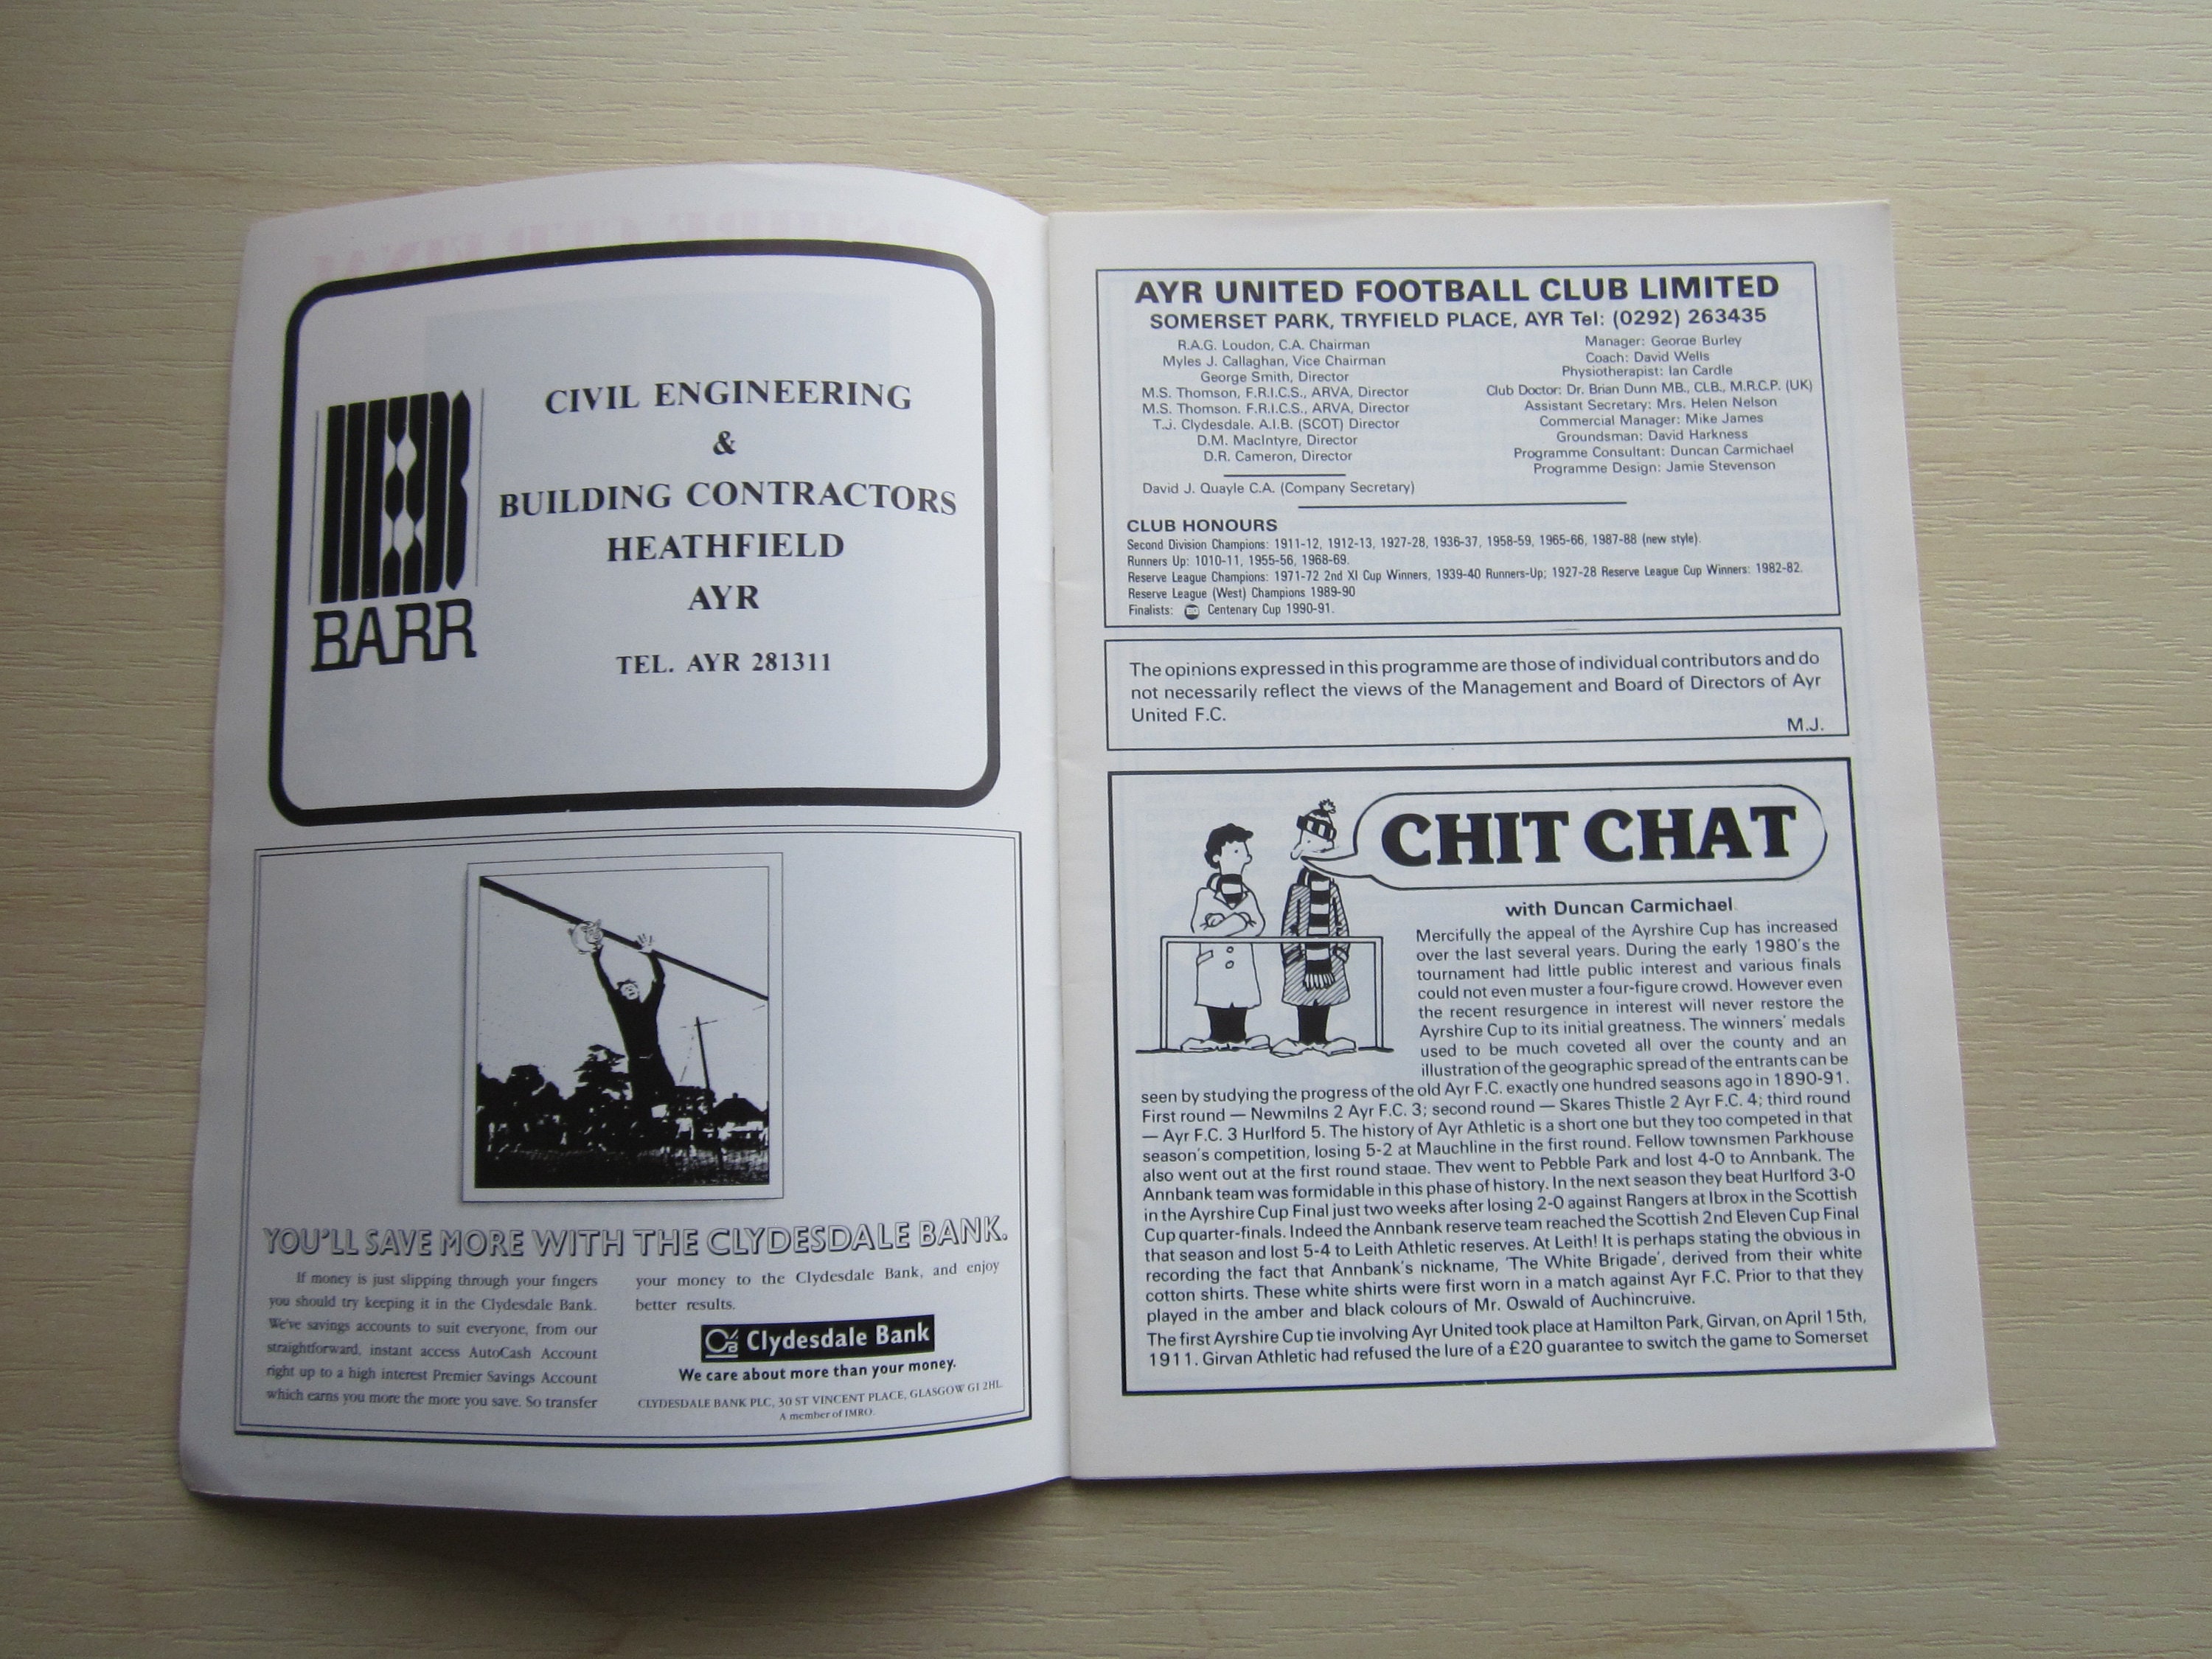 CIVIL ENGINEERING
&
BUILDING CONTRACTORS
HEATHFIELD
AYR
TEL. AYR 281311
BARR
YOU'LL SAVE MORE WITH THE CLYDESDALE BANK.
If money is just slipping through your fingers
you should try keeping it in the Clydesdale Bank.
We've savings accounts to suit everyone, from our
straightforward, instant access AutoCash Account
right up to a high interest Premier Savings Account
which earns you more the more you save. So transfer
your money to the Clydesdale Bank, and enjoy
better results.
Clydesdale Bank
We care about more than your money.
CLYDESDALE BANK PLC, 30 ST VINCENT PLACE, GLASGOW G1 2HL
A member of IMRO.
AYR UNITED FOOTBALL CLUB LIMITED
SOMERSET PARK, TRYFIELD PLACE, AYR Tel: (0292) 263435
R.A.G. Loudon, C.A. Chairman
Myles J. Callaghan, Vice Chairman
George Smith, Director
M.S. Thomson, F.R.I.C.S., ARVA, Director
M.S. Thomson. F.R.I.C.S., ARVA, Director
T.J. Clydesdale. A.I.B. (SCOT) Director
D.M. MacIntyre, Director
D.R. Cameron, Director
David J. Quayle C.A. (Company Secretary)
Manager: George Burley
Coach: David Wells
Physiotherapist: Ian Cardle
Club Doctor: Dr. Brian Dunn MB., CLB., M.R.C.P. (UK)
Assistant Secretary: Mrs. Helen Nelson
Commercial Manager: Mike James
Groundsman: David Harkness
Programme Consultant: Duncan Carmichael
Programme Design: Jamie Stevenson
CLUB HONOURS
Second Division Champions: 1911-12, 1912-13, 1927-28, 1936-37, 1958-59, 1965-66, 1987-88 (new style).
Runners Up: 1010-11, 1955-56, 1968-69.
Reserve League Champions: 1971-72 2nd XI Cup Winners, 1939-40 Runners-Up; 1927-28 Reserve League Cup Winners: 1982-82.
Reserve League (West) Champions 1989-90
Finalists: Centenary Cup 1990-91.
The opinions expressed in this programme are those of individual contributors and do
not necessarily reflect the views of the Management and Board of Directors of Ayr
United F.C.
M.J.
CHIT CHAT
with Duncan Carmichael
Mercifully the appeal of the Ayrshire Cup has increased
over the last several years. During the early 1980's the
tournament had little public interest and various finals
could not even muster a four-figure crowd. However even
the recent resurgence in interest will never restore the
Ayrshire Cup to its initial greatness. The winners' medals
used to be much coveted all over the county and an
illustration of the geographic spread of the entrants can be
seen by studying the progress of the old Ayr F.C. exactly one hundred seasons ago in 1890-91.
First round — Newmilns 2 Ayr F.C. 3; second round — Skares Thistle 2 Ayr F.C. 4; third round
— Ayr F.C. 3 Hurlford 5. The history of Ayr Athletic is a short one but they too competed in that
season's competition, losing 5-2 at Mauchline in the first round. Fellow townsmen Parkhouse
also went out at the first round stage. They went to Pebble Park and lost 4-0 to Annbank. The
Annbank team was formidable in this phase of history. In the next season they beat Hurlford 3-0
in the Ayrshire Cup Final just two weeks after losing 2-0 against Rangers at Ibrox in the Scottish
Cup quarter-finals. Indeed the Annbank reserve team reached the Scottish 2nd Eleven Cup Final
that season and lost 5-4 to Leith Athletic reserves. At Leith! It is perhaps stating the obvious in
recording the fact that Annbank's nickname, 'The White Brigade', derived from their white
cotton shirts. These white shirts were first worn in a match against Ayr F.C. Prior to that they
played in the amber and black colours of Mr. Oswald of Auchincruive.
The first Ayrshire Cup tie involving Ayr United took place at Hamilton Park, Girvan, on April 15th,
1911. Girvan Athletic had refused the lure of a £20 guarantee to switch the game to Somerset